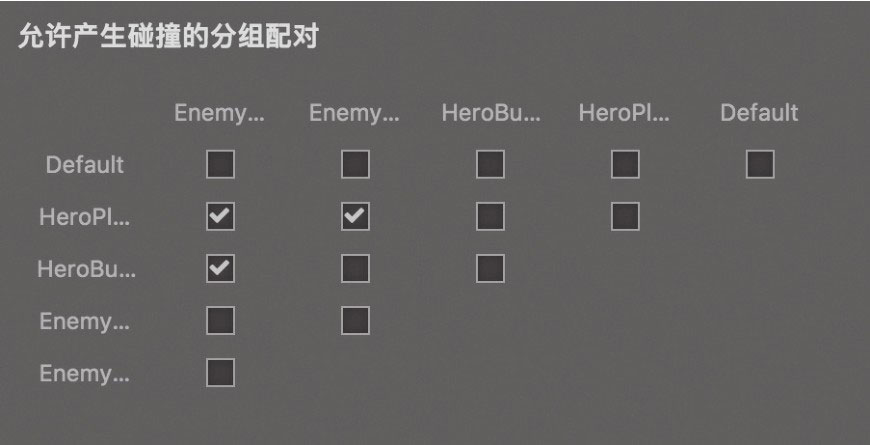 允许产生碰撞的分组配对
Enemy... Enemy... HeroBu... HeroPl... Default
Default
HeroPl...
HeroBu...
Enemy...
Enemy...